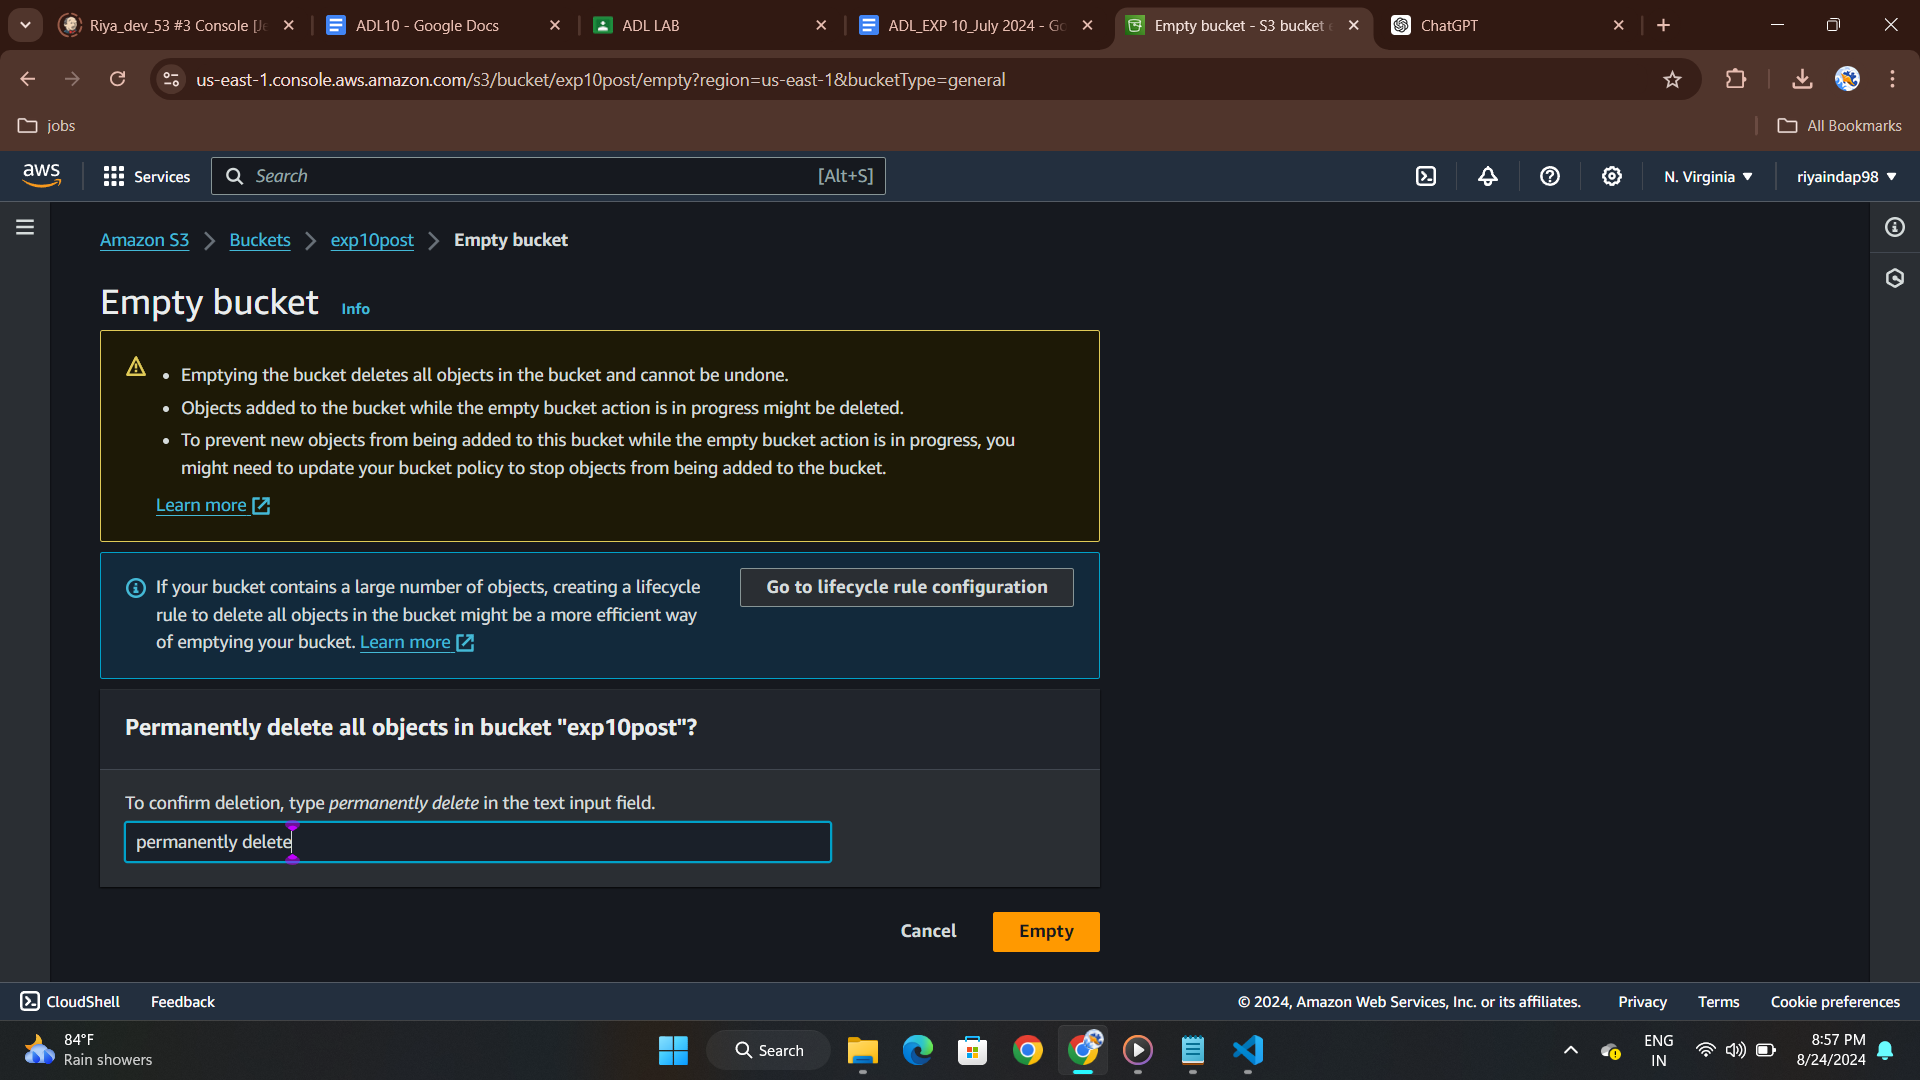 Riya_dev_53 #3 Console [Je
ADL10 - Google Docs
ADL LAB
ADL_EXP 10_July 2024 - Go
Empty bucket - S3 bucket e
ChatGPT
us-east-1.console.aws.amazon.com/s3/bucket/exp10post/empty?region=us-east-1&bucketType=general
jobs
All Bookmarks
aws
Services
Search
[Alt+S]
N. Virginia
riyaindap98
Amazon S3
Buckets
exp10post
Empty bucket
Empty bucket
Info
• Emptying the bucket deletes all objects in the bucket and cannot be undone.
• Objects added to the bucket while the empty bucket action is in progress might be deleted.
• To prevent new objects from being added to this bucket while the empty bucket action is in progress, you
might need to update your bucket policy to stop objects from being added to the bucket.
Learn more
If your bucket contains a large number of objects, creating a lifecycle
rule to delete all objects in the bucket might be a more efficient way
of emptying your bucket. Learn more
Go to lifecycle rule configuration
Permanently delete all objects in bucket "exp10post"?
To confirm deletion, type permanently delete in the text input field.
permanently delete
Cancel
Empty
CloudShell
Feedback
© 2024, Amazon Web Services, Inc. or its affiliates.
Privacy
Terms
Cookie preferences
84°F
Rain showers
Search
ENG
IN
8:57 PM
8/24/2024